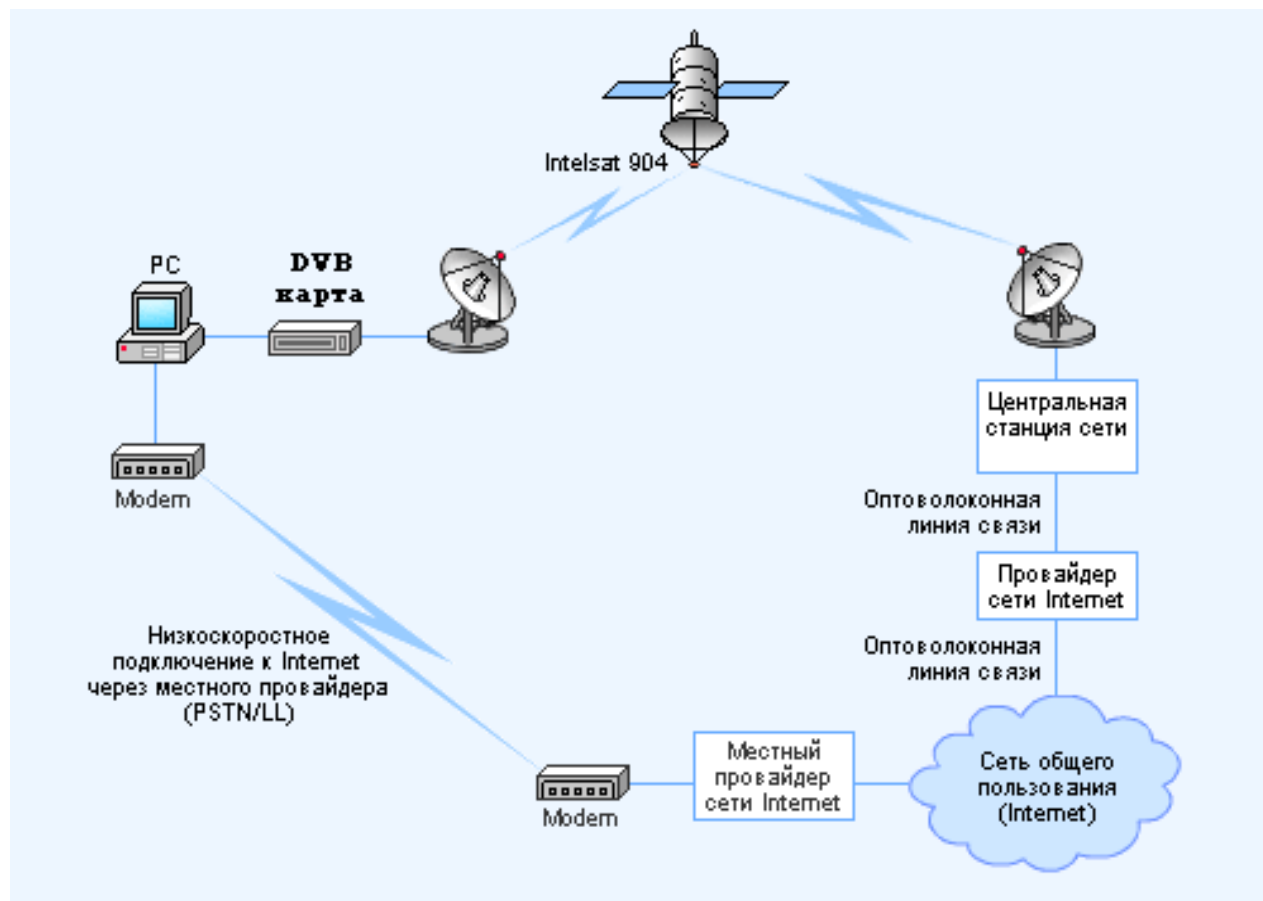 Intelsat 904
PC
DVB
карта
Центральная
станция сети
Modem
Оптоволоконная
линия связи
Провайдер
сети Internet
Низкоскоростное
подключение к Internet
через местного провайдера
(PSTN/LL)
Оптоволоконная
линия связи
Местный
провайдер
сети Internet
Сеть общего
пользования
(Internet)
Modem